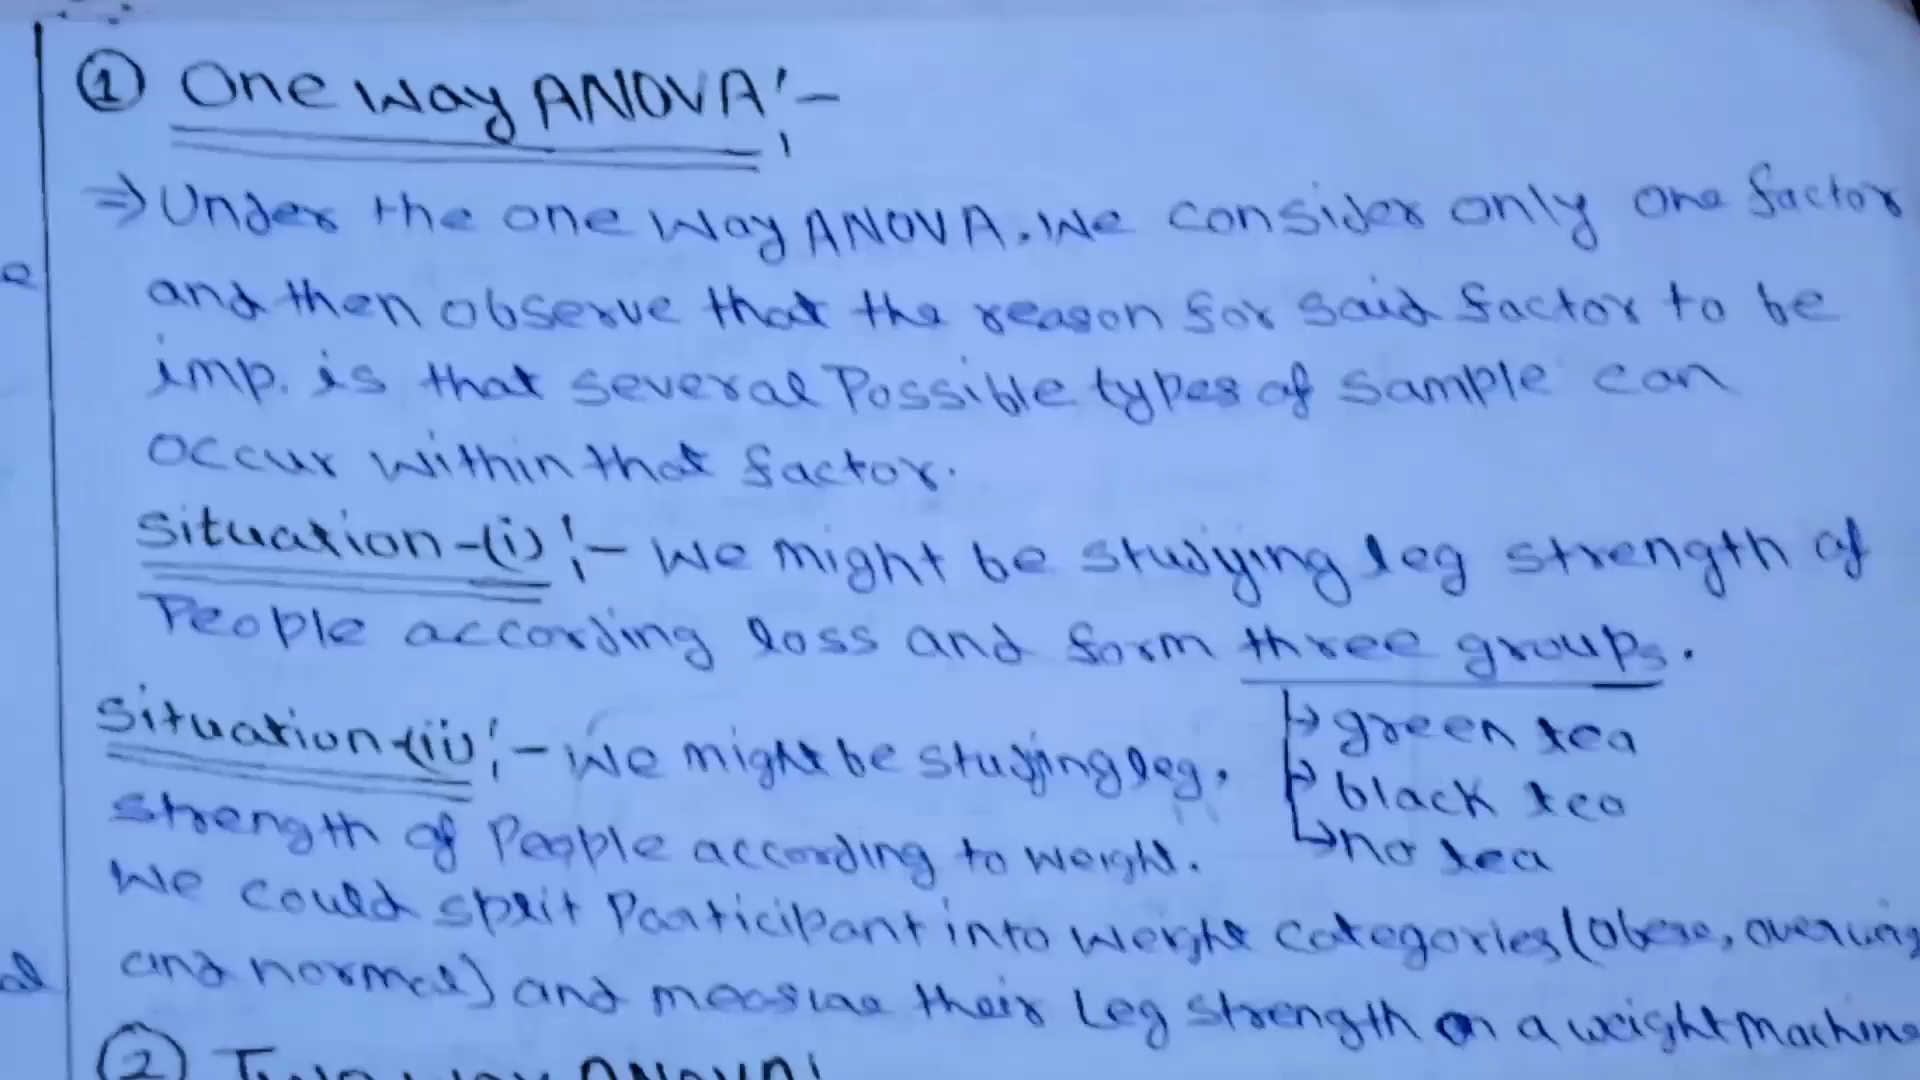 ① One Way ANOVA:-
⇒ Under the one Way ANOVA. We consider only one factor
and then observe that the reason for said factor to be
imp. is that several Possible types of sample can
occur within that factor.
Situation-(i):- We might be studying leg strength of
People according loss and form three groups.
→ green tea
→ black tea
→ no tea
Situation-(ii):- We might be studying leg.
strength of People according to weight.
We could split Participant into weight categories (obese,
and normal) and measure their Leg strength on a weight machine
② Two way ANOVA: